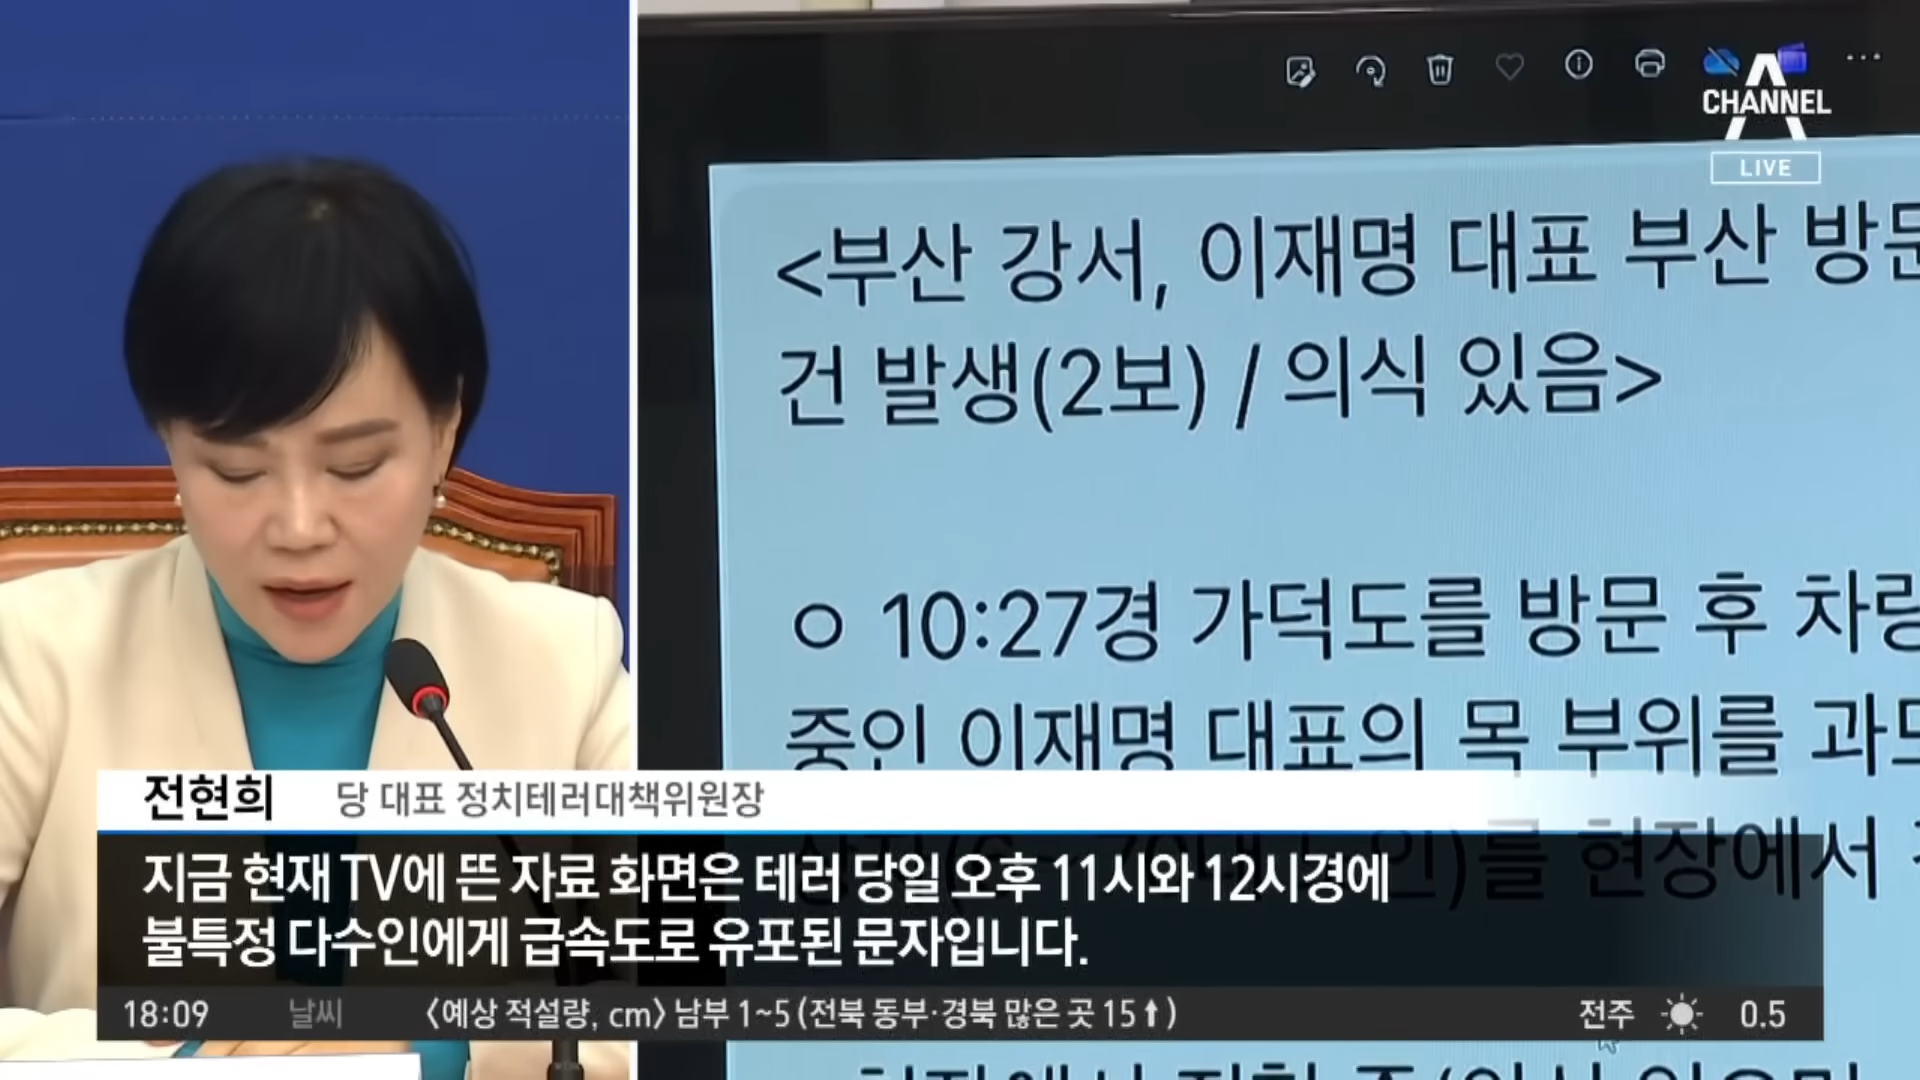 CHANNEL A
LIVE
<부산 강서, 이재명 대표 부산 방문
건 발생(2보) / 의식 있음>
ㅇ 10:27경 가덕도를 방문 후 차량
중인 이재명 대표의 목 부위를
인)를 현장에서
전현희 당 대표 정치테러대책위원장
지금 현재 TV에 뜬 자료 화면은 테러 당일 오후 11시와 12시경에
불특정 다수인에게 급속도로 유포된 문자입니다.
18:09 날씨 〈예상 적설량, cm〉 남부 1~5 (전북 동부·경북 많은 곳 15⬆) 전주 0.5